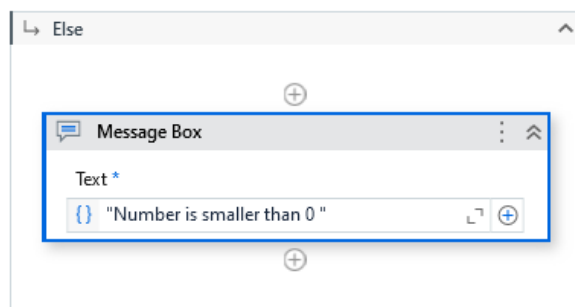 Else
Message Box
Text *
{} "Number is smaller than 0 "